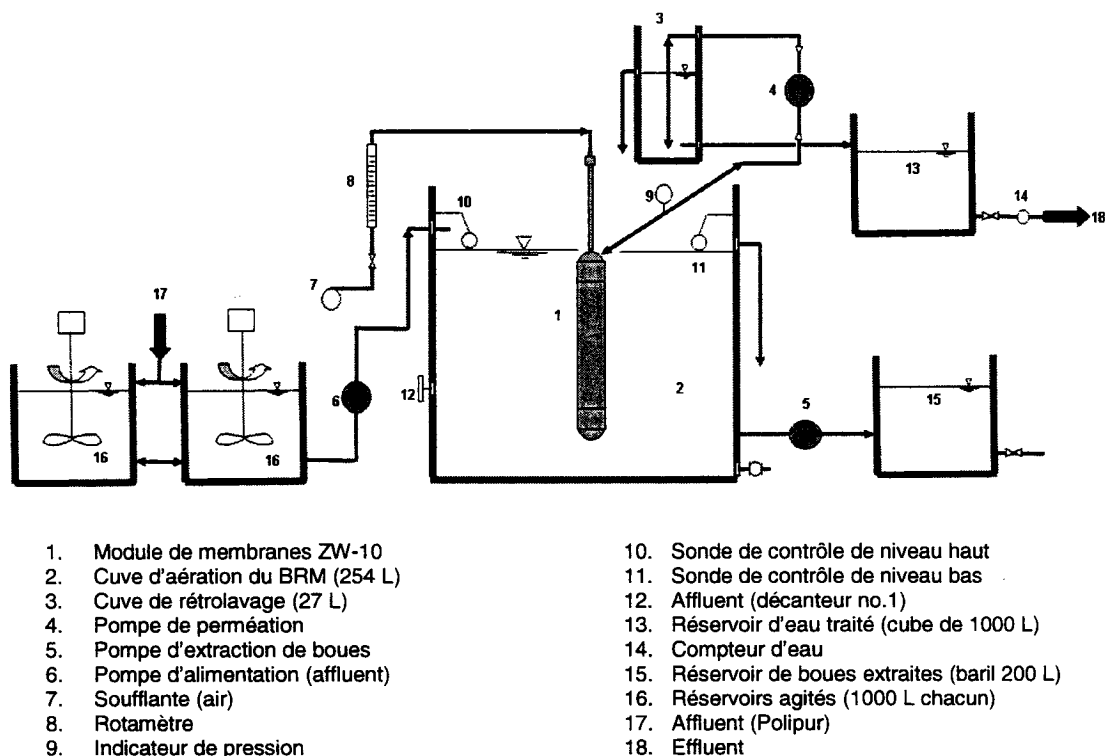 3
4
8
13
9
14
10
18
11
7
17
1
12
2
6
5
15
16
16
1. Module de membranes ZW-10
2. Cuve d'aération du BRM (254 L)
3. Cuve de rétrolavage (27 L)
4. Pompe de perméation
5. Pompe d'extraction de boues
6. Pompe d'alimentation (affluent)
7. Soufflante (air)
8. Rotamètre
9. Indicateur de pression
10. Sonde de contrôle de niveau haut
11. Sonde de contrôle de niveau bas
12. Affluent (décanteur no.1)
13. Réservoir d'eau traité (cube de 1000 L)
14. Compteur d'eau
15. Réservoir de boues extraites (baril 200 L)
16. Réservoirs agités (1000 L chacun)
17. Affluent (Polipur)
18. Effluent